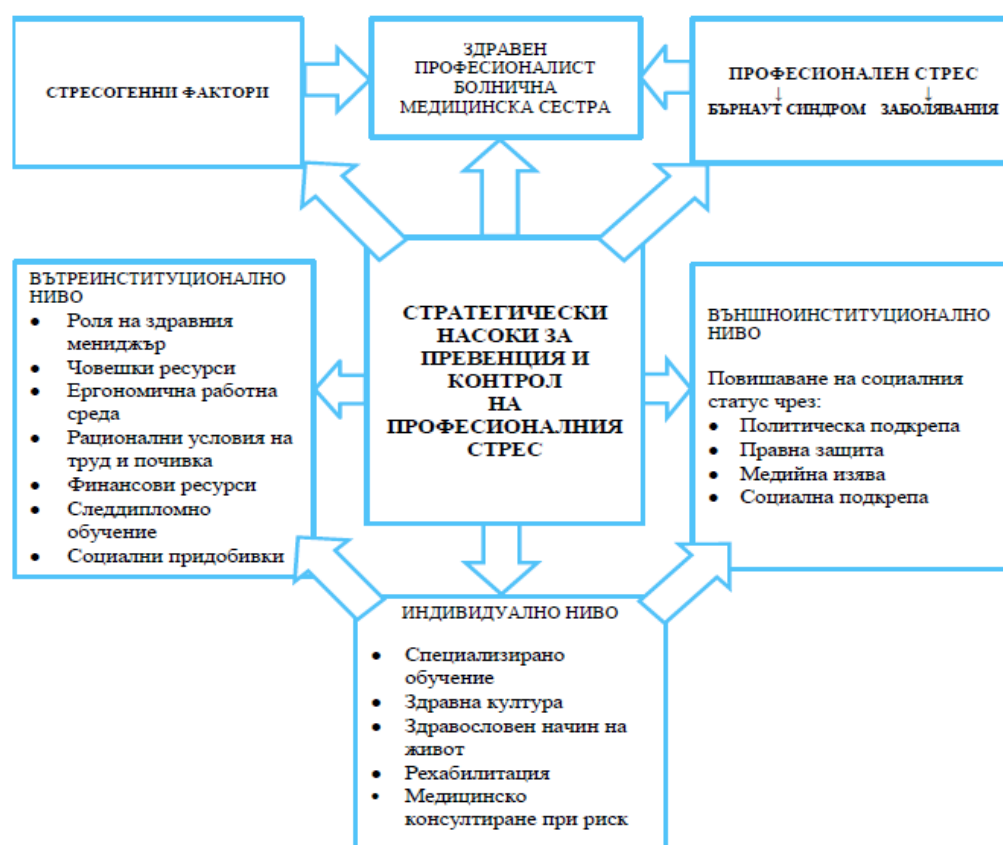 СТРЕСОГЕННИ ФАКТОРИ
ЗДРАВЕН
ПРОФЕСИОНАЛИСТ
БОЛНИЧНА
МЕДИЦИНСКА СЕСТРА
ПРОФЕСИОНАЛЕН СТРЕС
↓ ↓
БЪРНАУТ СИНДРОМ ЗАБОЛЯВАНИЯ
ВЪТРЕИНСТИТУЦИОНАЛНО
НИВО
● Роля на здравния
мениджър
● Човешки ресурси
● Ергономична работна
среда
● Рационални условия на
труд и почивка
● Финансови ресурси
● Следдипломно
обучение
● Социални придобивки
СТРАТЕГИЧЕСКИ
НАСОКИ ЗА
ПРЕВЕНЦИЯ И
КОНТРОЛ
НА
ПРОФЕСИОНАЛНИЯ
СТРЕС
ВЪНШНОИНСТИТУЦИОНАЛНО
НИВО
Повишаване на социалния
статус чрез:
● Политическа подкрепа
● Правна защита
● Медийна изява
● Социална подкрепа
ИНДИВИДУАЛНО НИВО
● Специализирано
обучение
● Здравна култура
● Здравословен начин на
живот
● Рехабилитация
• Медицинско
консултиране при риск